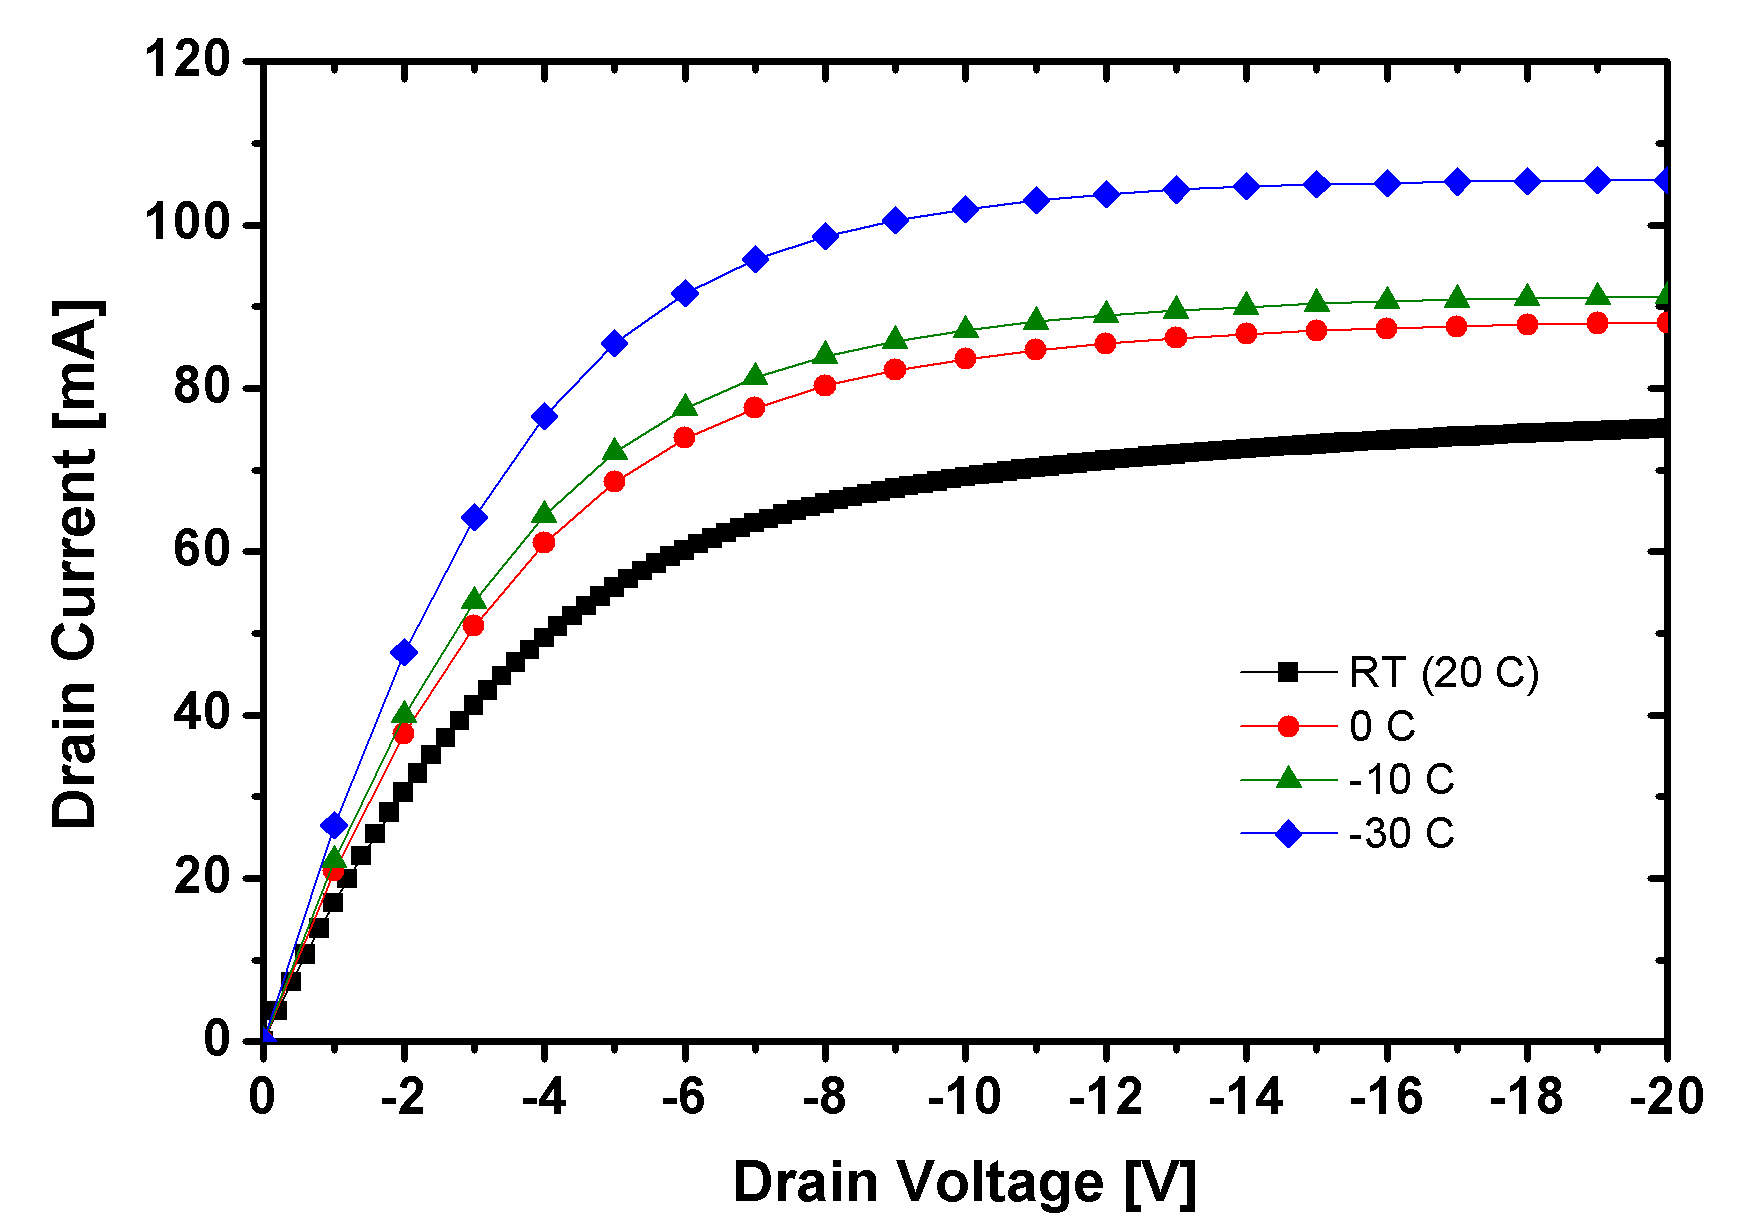 120
100
80
60
40
20
0
Drain Current [mA]
RT (20 C)
0 C
-10 C
-30 C
0 -2 -4 -6 -8 -10 -12 -14 -16 -18 -20
Drain Voltage [V]